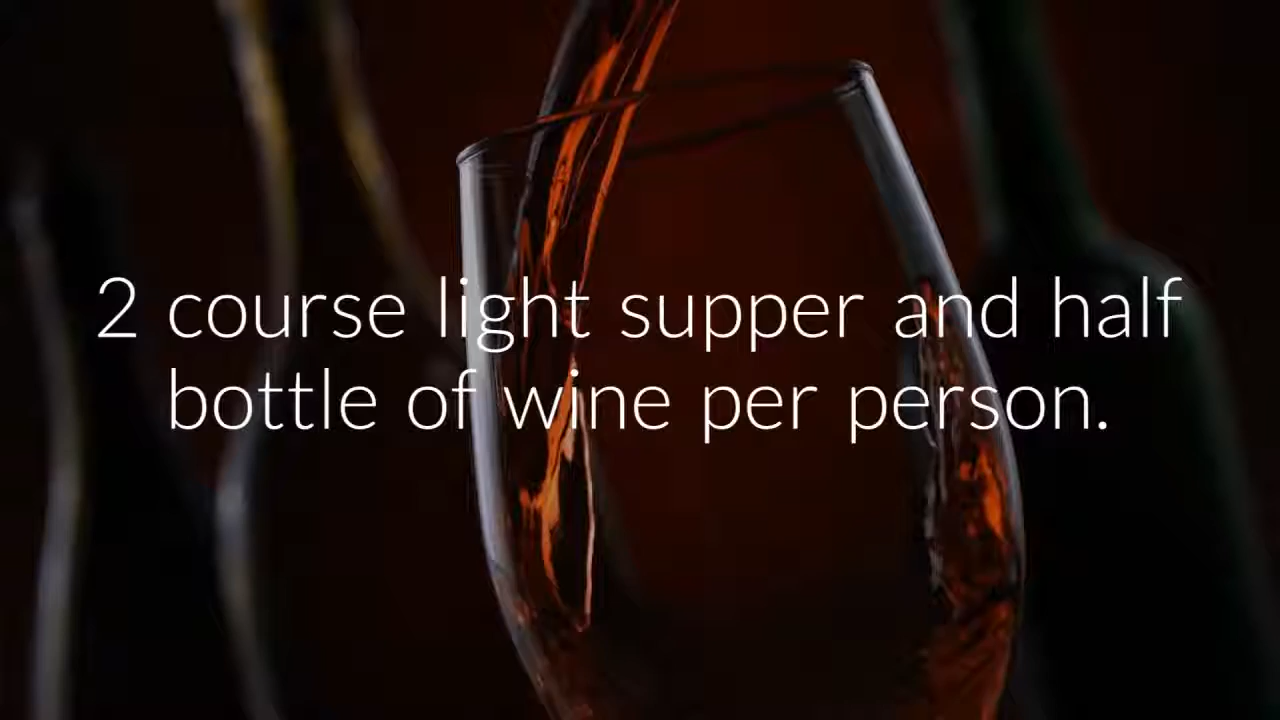 2 course light supper and half
bottle of wine per person.